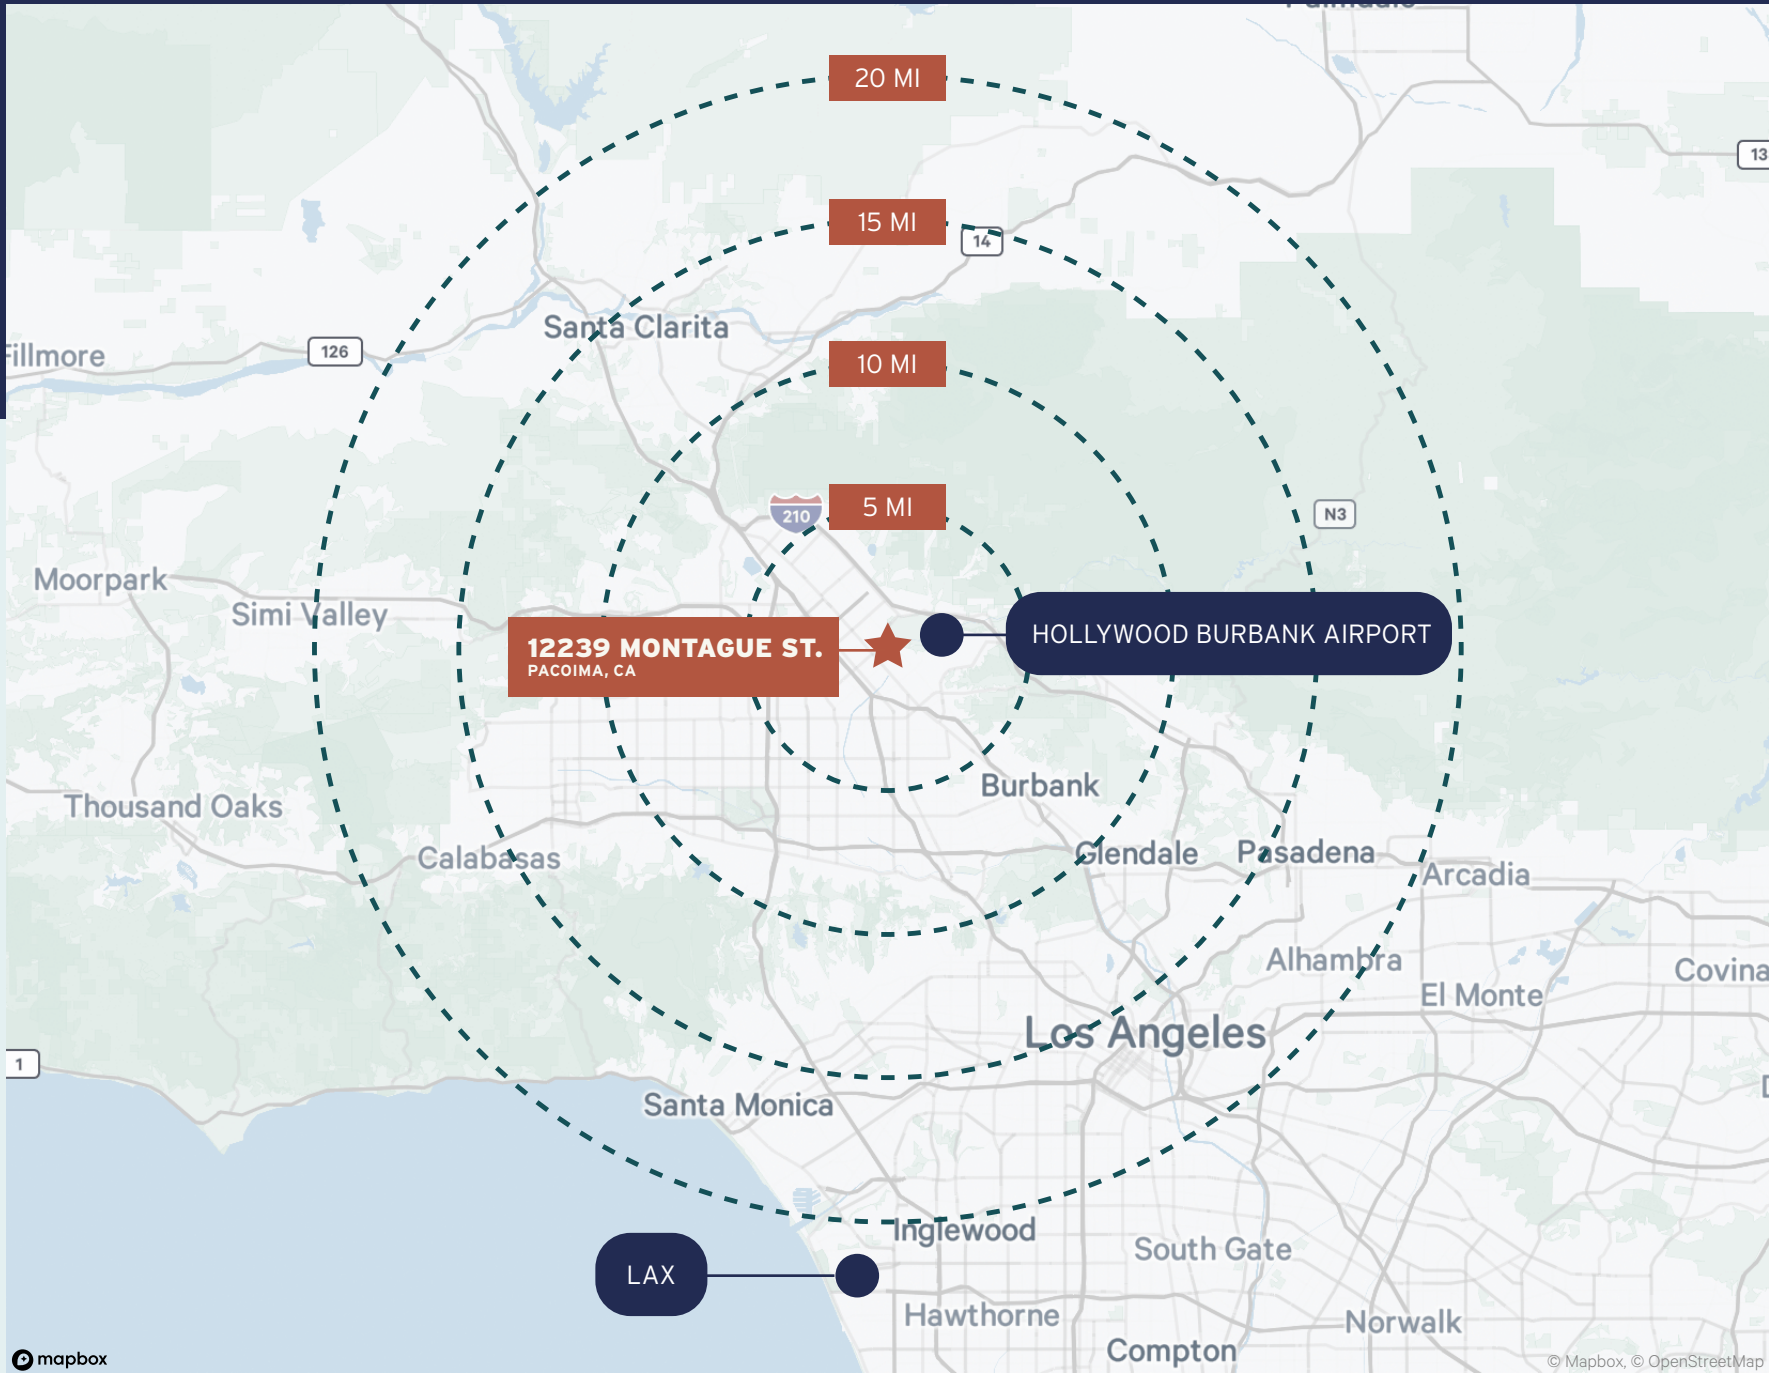 20 MI
15 MI
14
Santa Clarita
126
10 MI
5 MI
210
N3
Moorpark
Simi Valley
12239 MONTAGUE ST.
PACOIMA, CA
HOLLYWOOD BURBANK AIRPORT
Burbank
Thousand Oaks
Calabasas
Glendale
Pasadena
Arcadia
Alhambra
El Monte
Covina
Los Angeles
1
Santa Monica
Inglewood
South Gate
LAX
Hawthorne
Norwalk
Compton
mapbox
© Mapbox, © OpenStreetMap